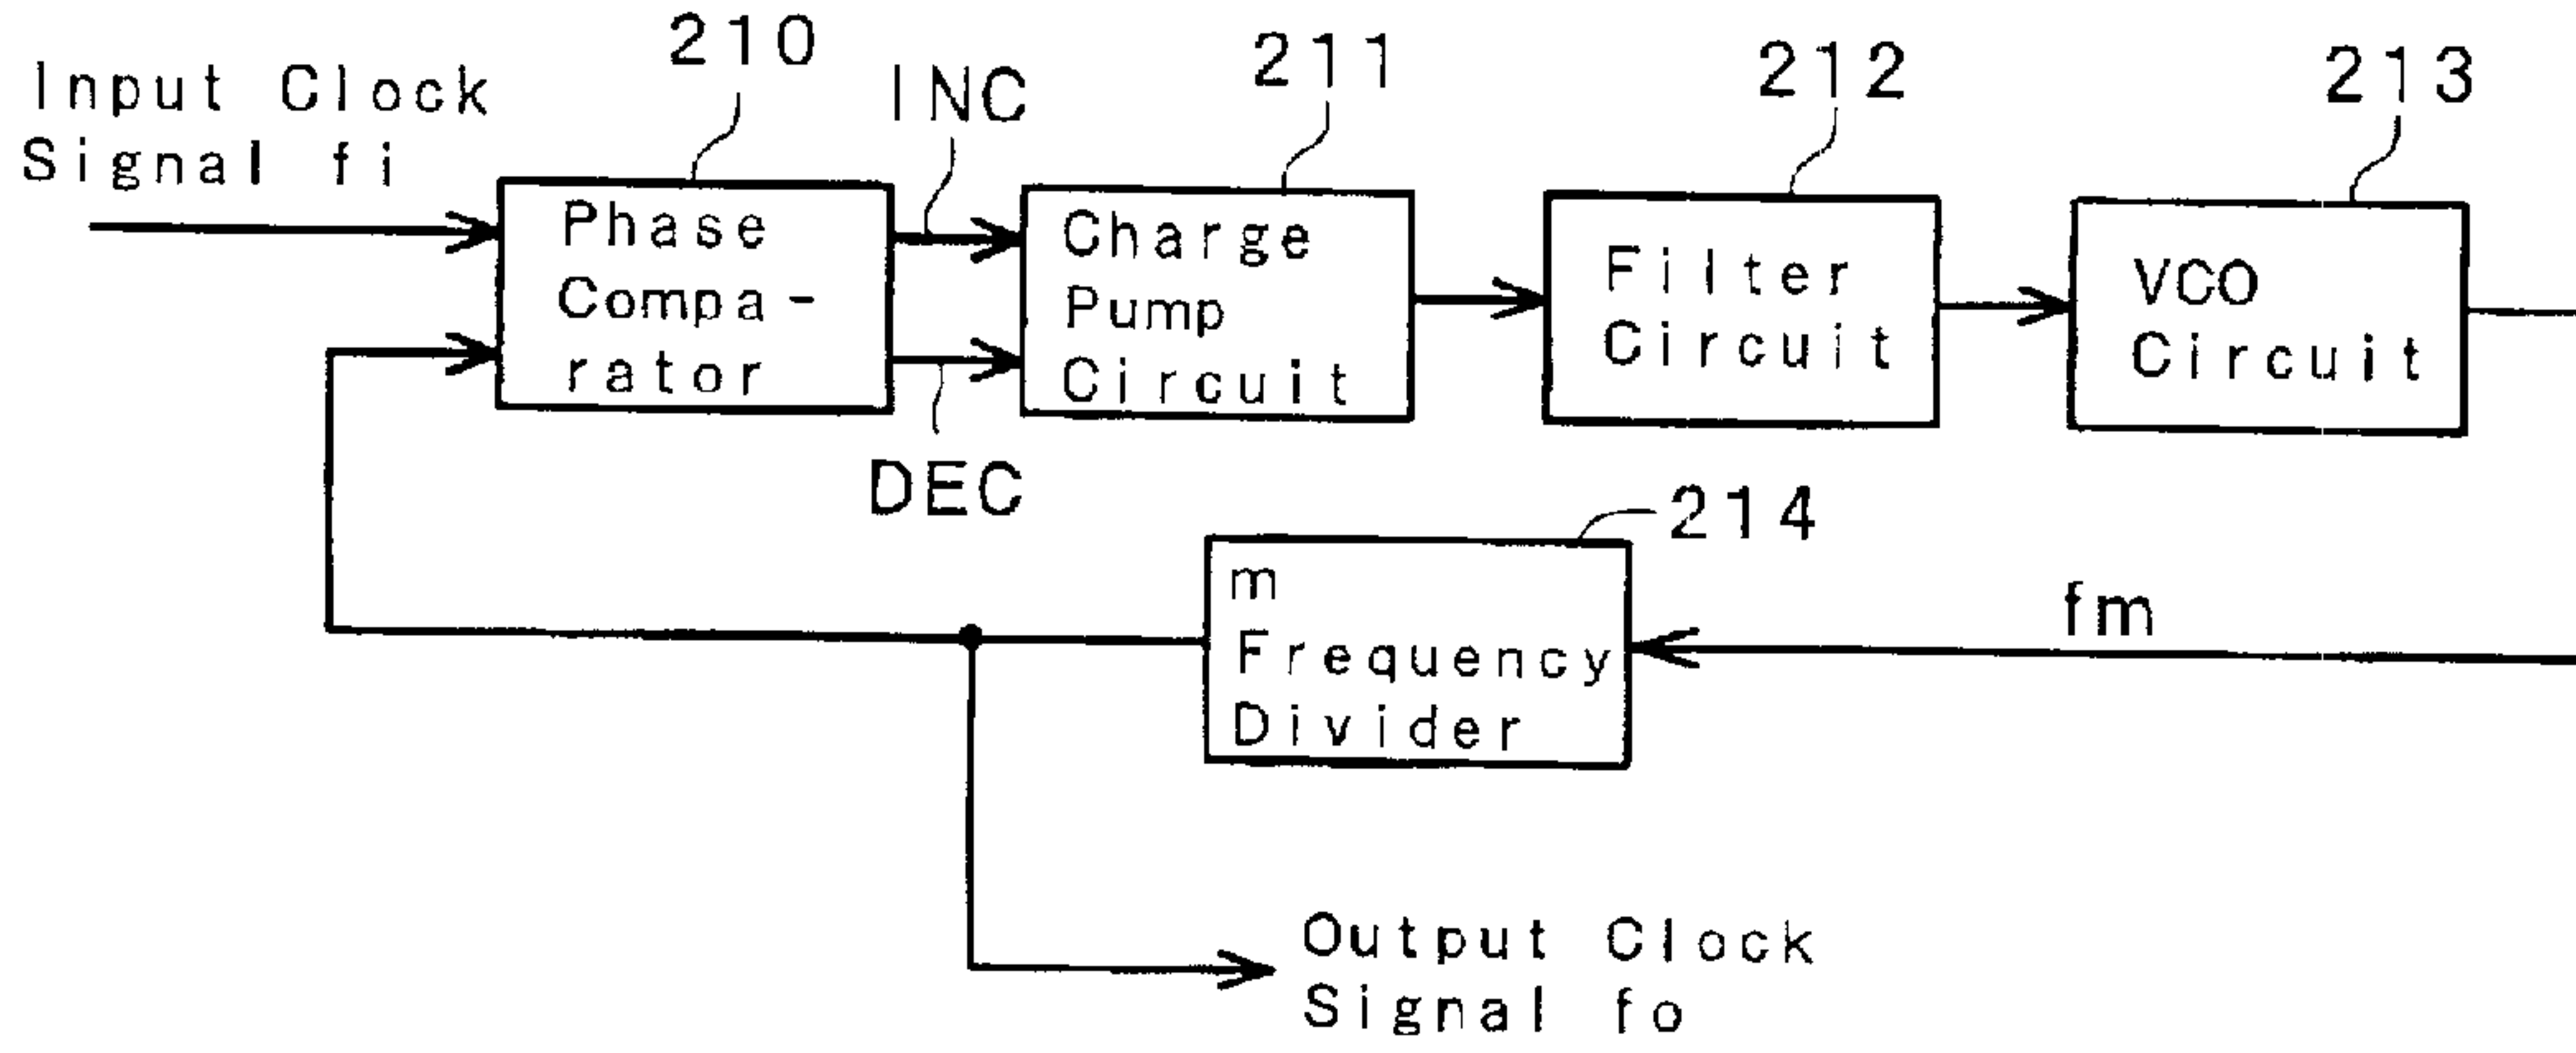 210
211
212
213
Input Clock
Signal fi
INC
Phase
Compa-
rator
Charge
Pump
Circuit
Filter
Circuit
VCO
Circuit
DEC
214
m
Frequency
Divider
fm
Output Clock
Signal fo